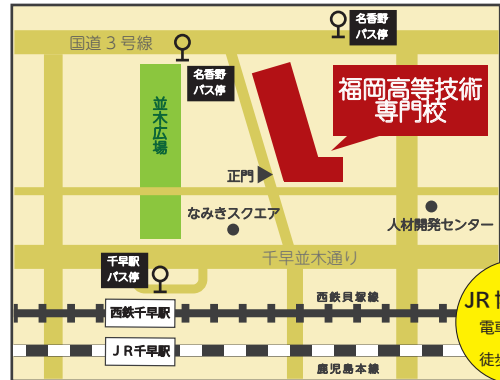 名香野
バス停
国道3号線
名香野
バス停
福岡高等技術
専門校
並木広場
正門
なみきスクエア
人材開発センター
千早並木通り
千早駅
バス停
西鉄貝塚線
西鉄千早駅
JR
電車
徒歩
JR千早駅
鹿児島本線